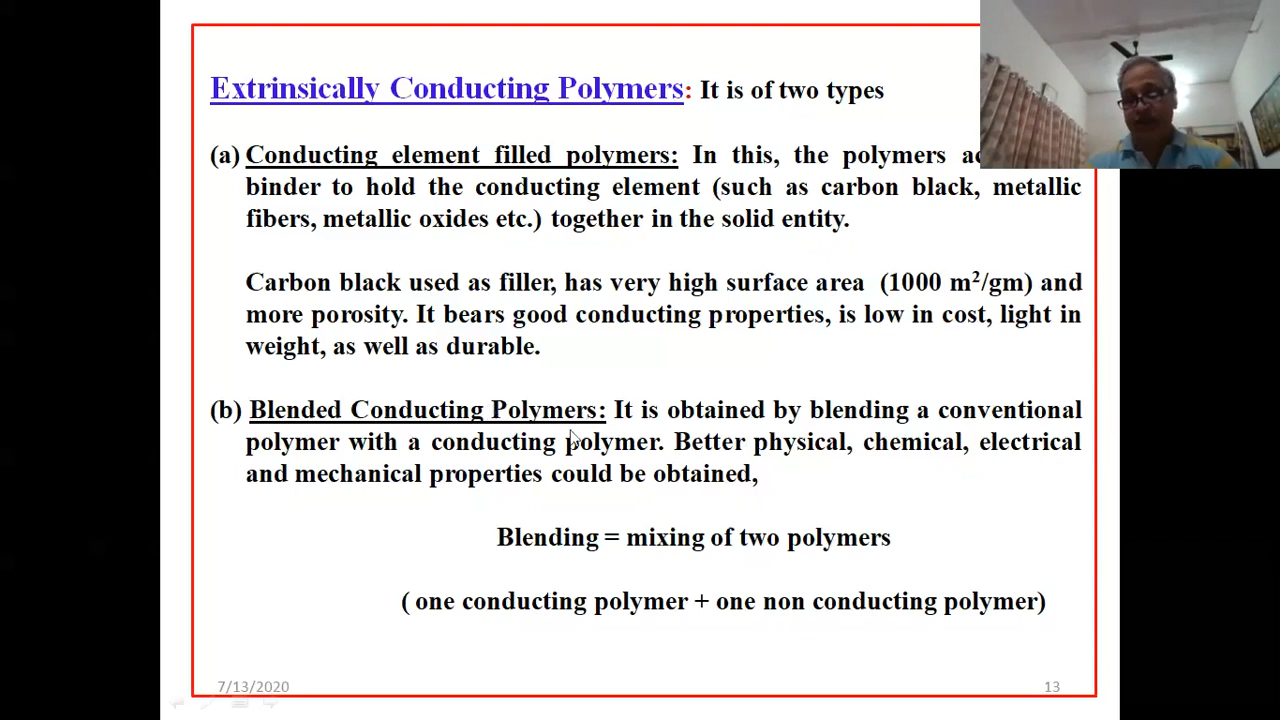 Extrinsically Conducting Polymers: It is of two types
(a) Conducting element filled polymers: In this, the polymers
binder to hold the conducting element (such as carbon black, metallic
fibers, metallic oxides etc.) together in the solid entity.
Carbon black used as filler, has very high surface area (1000 m²/gm) and
more porosity. It bears good conducting properties, is low in cost, light in
weight, as well as durable.
(b) Blended Conducting Polymers: It is obtained by blending a conventional
polymer with a conducting polymer. Better physical, chemical, electrical
and mechanical properties could be obtained,
Blending = mixing of two polymers
( one conducting polymer + one non conducting polymer)
7/13/2020
13